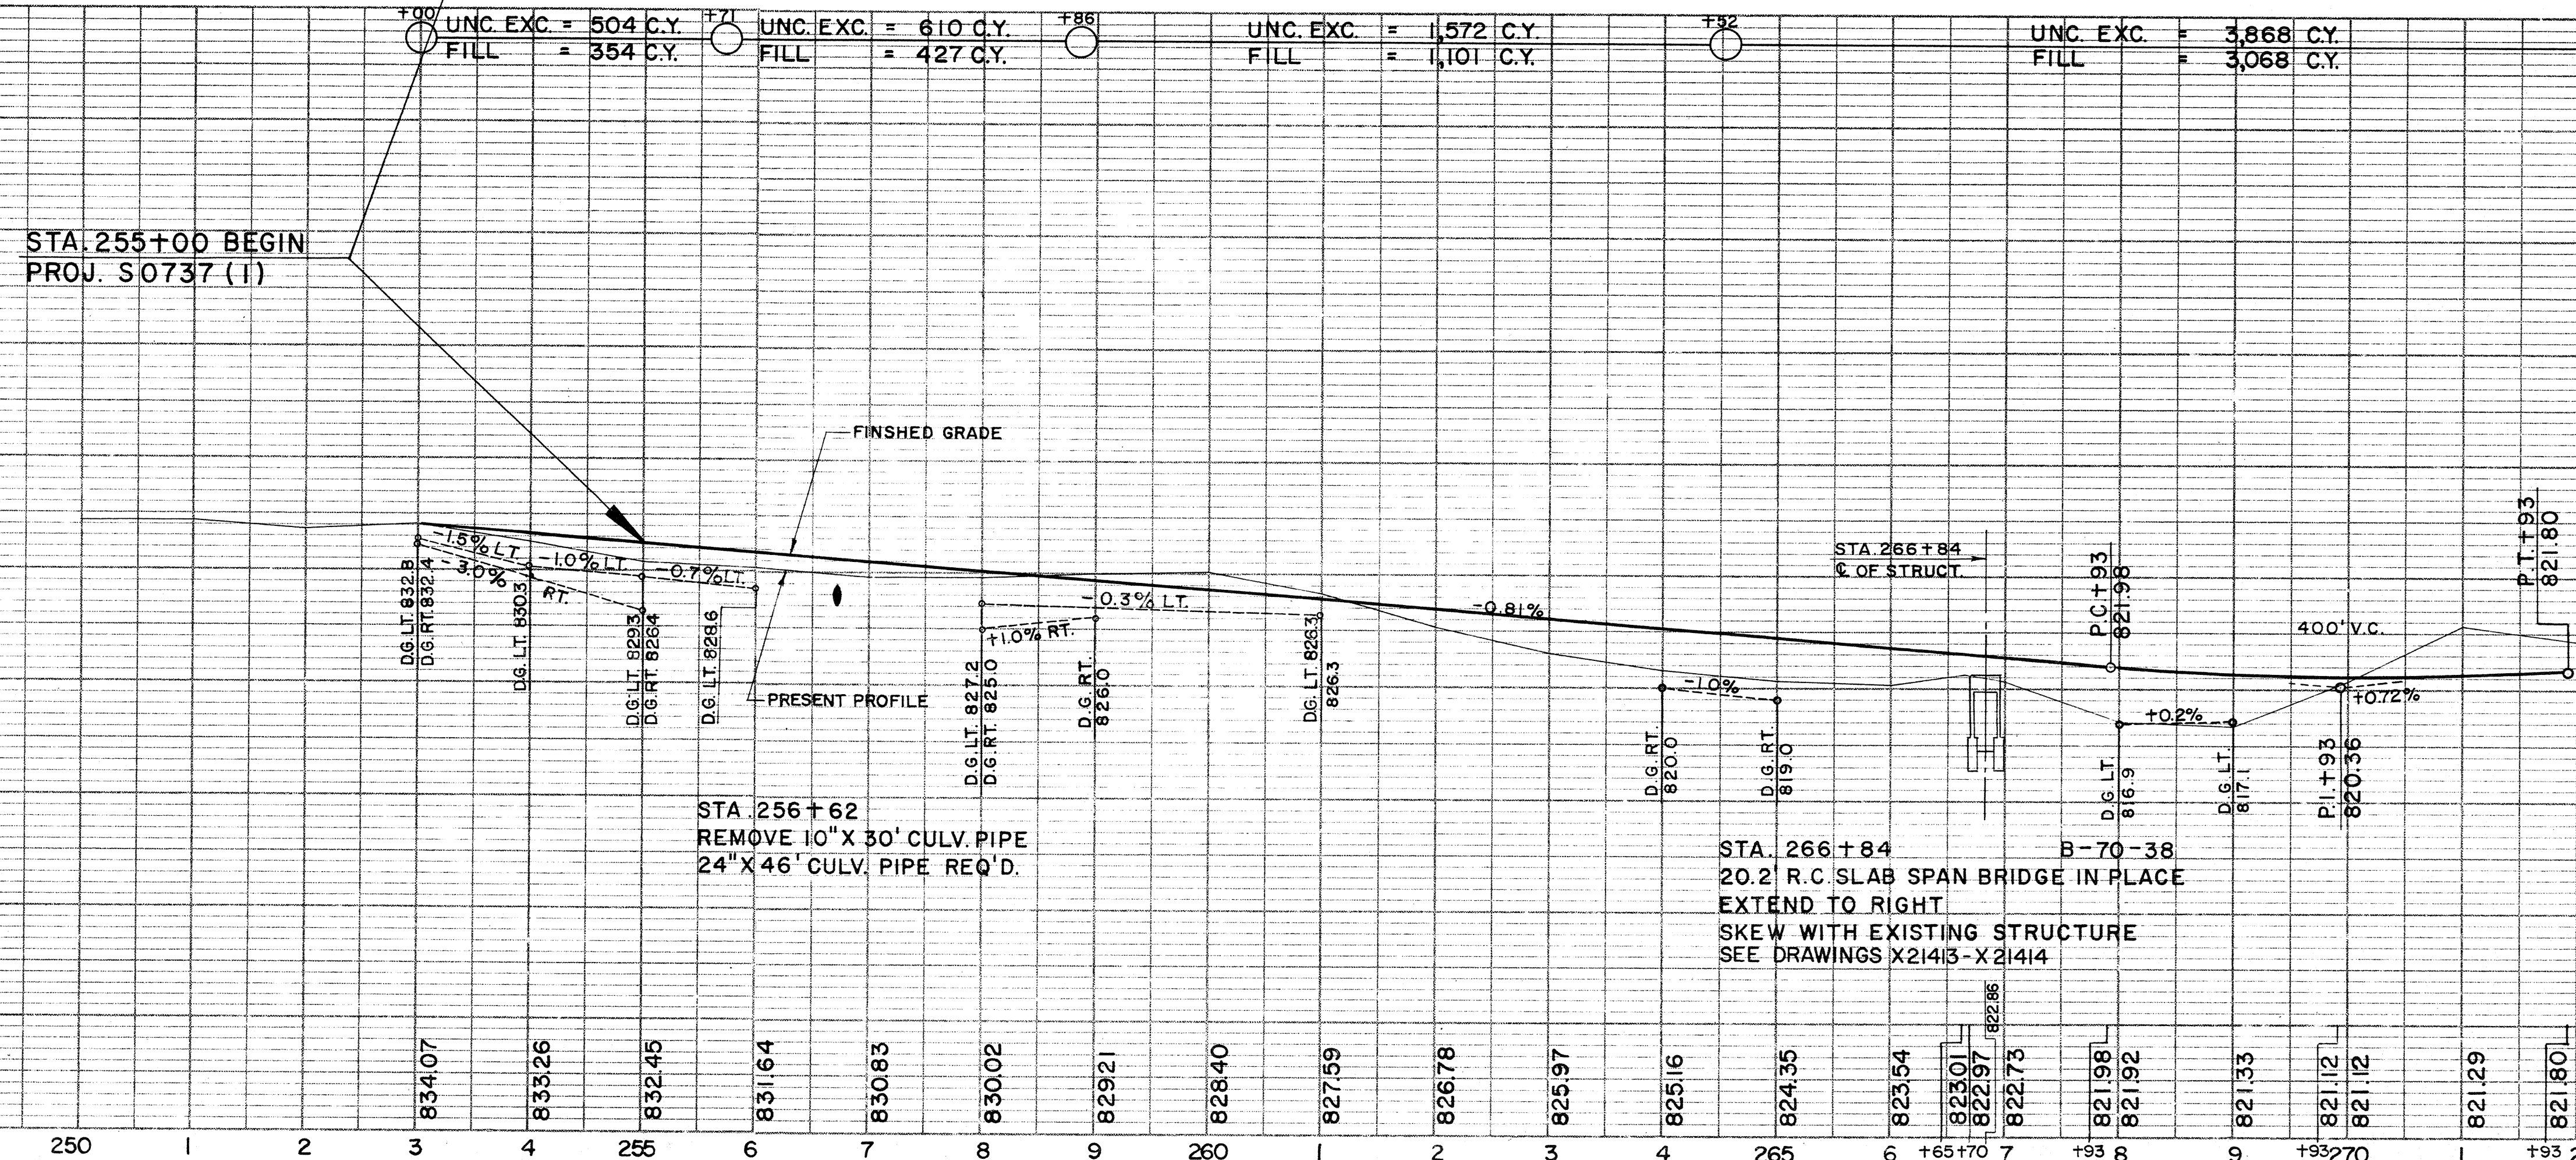 +00
UNC. EXC. = 504 C.Y.
FILL = 354 C.Y.
+71
UNC. EXC. = 610 C.Y.
FILL = 427 C.Y.
+86
UNC. EXC. = 1,572 C.Y.
FILL = 1,101 C.Y.
+52
UNC. EXC. = 3,868 C.Y.
FILL = 3,068 C.Y.
STA. 255+00 BEGIN
PROJ. S0737 (1)
FINSHED GRADE
-1.5% LT.
-1.0% LT.
-0.7% LT.
-3.0% RT.
D.G. LT. 832.8
D.G. RT. 832.4
D.G. LT. 830.3
D.G. LT. 829.3
D.G. RT. 826.4
D.G. LT. 828.6
PRESENT PROFILE
-0.3% LT.
+1.0% RT.
D.G. LT. 827.2
D.G. RT. 825.0
D.G. RT.
826.0
D.G. LT. 826.3
826.3
-0.81%
-1.0%
D.G. RT.
820.0
D.G. RT.
819.0
STA. 266+84
℄ OF STRUCT.
P.C. +93
821.98
+0.2%
D.G. LT.
816.9
D.G. LT.
817.1
400' V.C.
+0.72%
P.I. +93
820.36
P.T. +93
821.80
STA. 256+62
REMOVE 10" X 30' CULV. PIPE
24" X 46' CULV. PIPE REQ'D.
STA. 266+84 B-70-38
20.2' R.C. SLAB SPAN BRIDGE IN PLACE
EXTEND TO RIGHT
SKEW WITH EXISTING STRUCTURE
SEE DRAWINGS X21413-X21414
834.07
833.26
832.45
831.64
830.83
830.02
829.21
828.40
827.59
826.78
825.97
825.16
824.35
823.54
823.01
822.97
822.86
822.73
821.98
821.92
821.33
821.12
821.12
821.29
821.80
250 1 2 3 4 255 6 7 8 9 260 1 2 3 4 265 6 +65 +70 7 +93 8 9 +93 270 1 +93 2